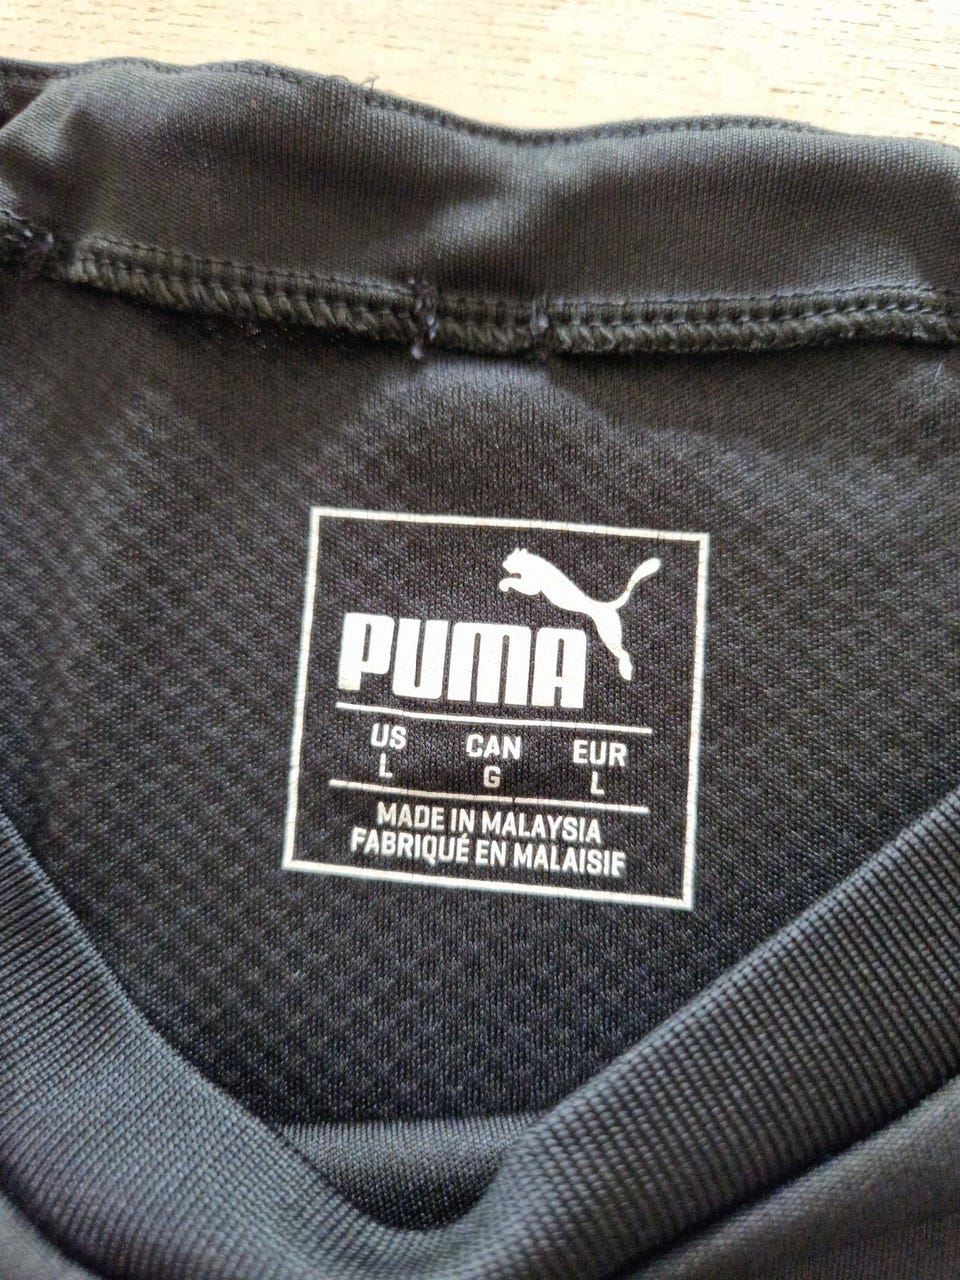 PUMA
US CAN EUR
L G L
MADE IN MALAYSIA
FABRIQUÉ EN MALAISIE